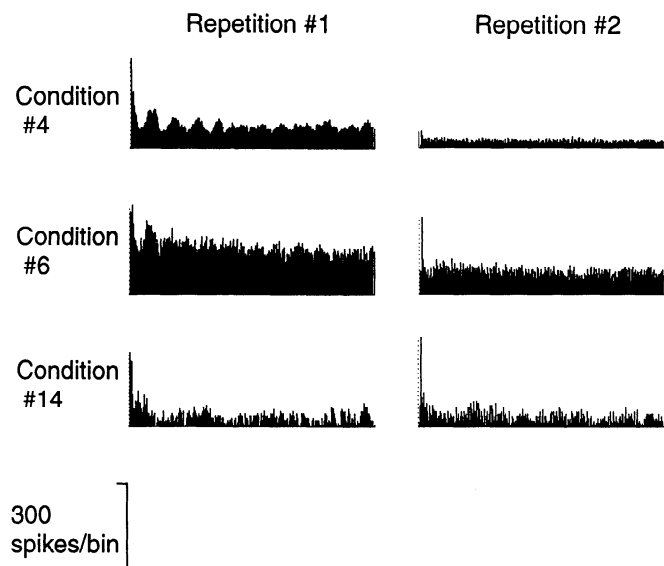 Repetition #1
Repetition #2
Condition
#4
Condition
#6
Condition
#14
300
spikes/bin